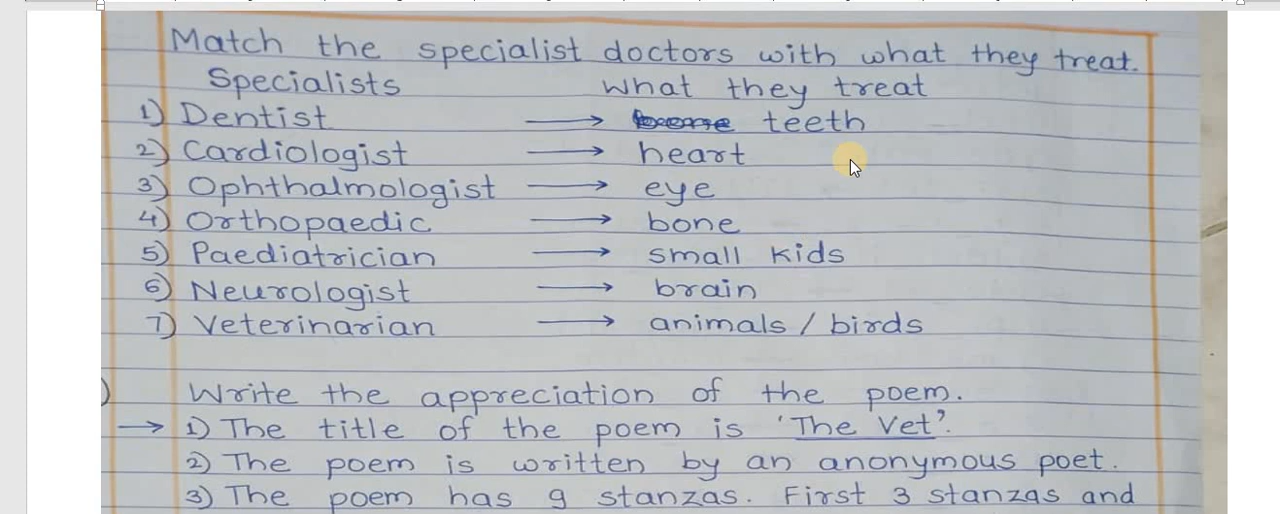 Match the specialist doctors with what they treat.
Specialists What they treat
1) Dentist → teeth
2) Cardiologist → heart
3) Ophthalmologist → eye
4) Orthopaedic → bone
5) Paediatrician → small kids
6) Neurologist → brain
7) Veterinarian → animals / birds
) Write the appreciation of the poem.
→ 1) The title of the poem is 'The Vet'.
2) The poem is written by an anonymous poet.
3) The poem has 9 stanzas. First 3 stanzas and